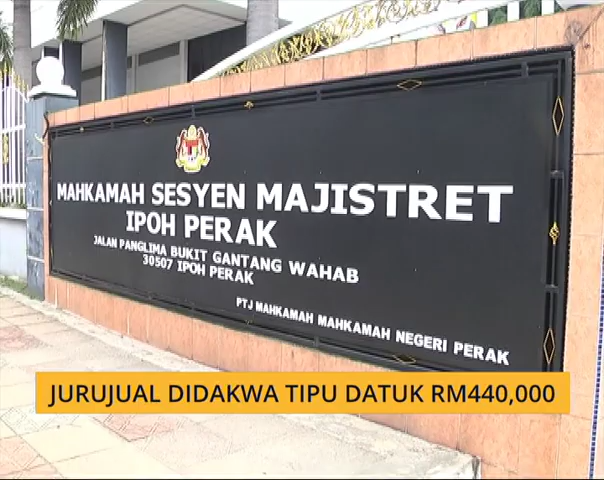 MAHKAMAH SESYEN MAJISTRET
IPOH PERAK
JALAN PANGLIMA BUKIT GANTANG WAHAB
30507 IPOH PERAK
PTJ MAHKAMAH MAHKAMAH NEGERI PERAK
JURUJUAL DIDAKWA TIPU DATUK RM440,000